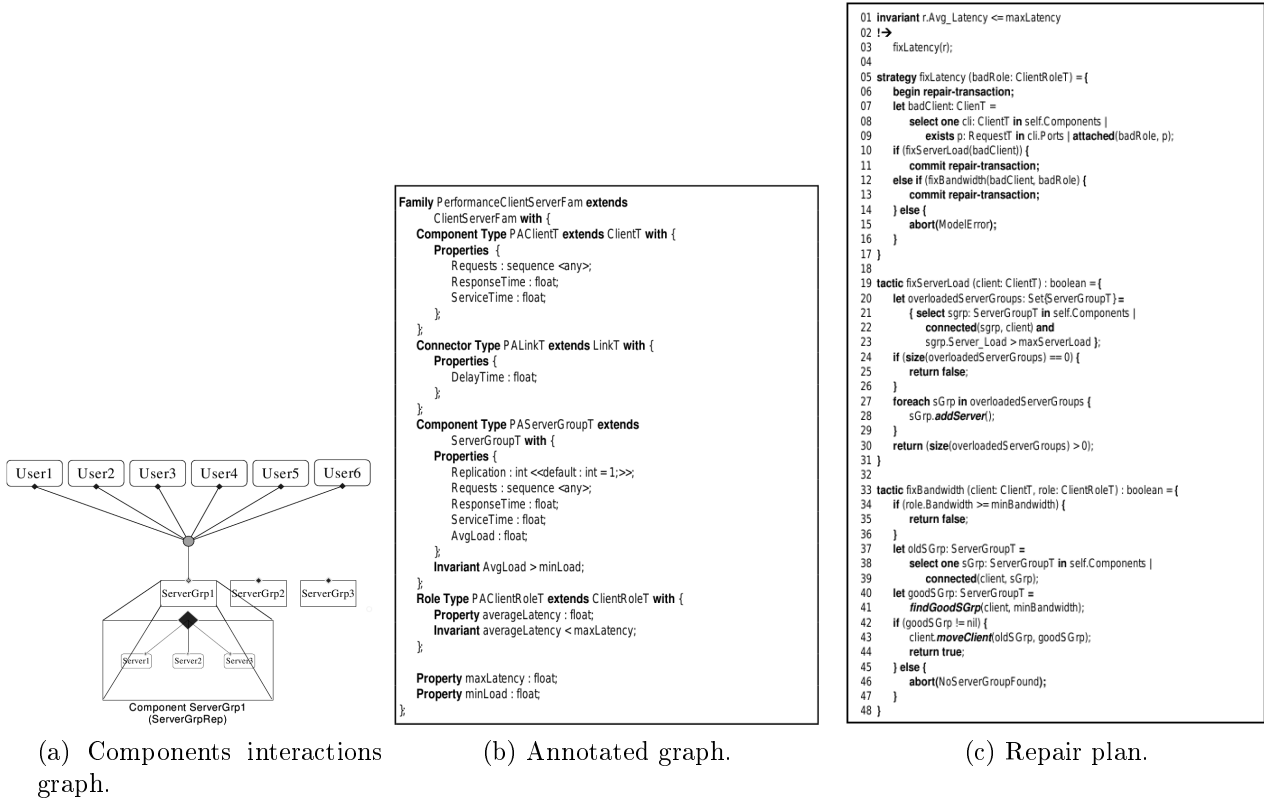 User1 User2 User3 User4 User5 User6
ServerGrp1 ServerGrp2 ServerGrp3
Server1 Server2 Server3
Component ServerGrp1
(ServerGrpRep)
(a) Components interactions
graph.
Family PerformanceClientServerFam extends
ClientServerFam with {
Component Type PAClientT extends ClientT with {
Properties {
Requests : sequence <any>;
ResponseTime : float;
ServiceTime : float;
};
};
Connector Type PALinkT extends LinkT with {
Properties {
DelayTime : float;
};
};
Component Type PAServerGroupT extends
ServerGroupT with {
Properties {
Replication : int <<default : int = 1;>>;
Requests : sequence <any>;
ResponseTime : float;
ServiceTime : float;
AvgLoad : float;
};
Invariant AvgLoad > minLoad;
};
Role Type PAClientRoleT extends ClientRoleT with {
Property averageLatency : float;
Invariant averageLatency < maxLatency;
};
Property maxLatency : float;
Property minLoad : float;
};
(b) Annotated graph.
01 invariant r.Avg_Latency <= maxLatency
02 !→
03 fixLatency(r);
04
05 strategy fixLatency (badRole: ClientRoleT) = {
06 begin repair-transaction;
07 let badClient: ClienT =
08 select one cli: ClientT in self.Components |
09 exists p: RequestT in cli.Ports | attached(badRole, p);
10 if (fixServerLoad(badClient)) {
11 commit repair-transaction;
12 else if (fixBandwidth(badClient, badRole) {
13 commit repair-transaction;
14 } else {
15 abort(ModelError);
16 }
17 }
18
19 tactic fixServerLoad (client: ClientT) : boolean = {
20 let overloadedServerGroups: Set{ServerGroupT} =
21 { select sgrp: ServerGroupT in self.Components |
22 connected(sgrp, client) and
23 sgrp.Server_Load > maxServerLoad };
24 if (size(overloadedServerGroups) == 0) {
25 return false;
26 }
27 foreach sGrp in overloadedServerGroups {
28 sGrp.addServer();
29 }
30 return (size(overloadedServerGroups) > 0);
31 }
32
33 tactic fixBandwidth (client: ClientT, role: ClientRoleT) : boolean = {
34 if (role.Bandwidth >= minBandwidth) {
35 return false;
36 }
37 let oldSGrp: ServerGroupT =
38 select one sGrp: ServerGroupT in self.Components |
39 connected(client, sGrp);
40 let goodSGrp: ServerGroupT =
41 findGoodSGrp(client, minBandwidth);
42 if (goodSGrp != nil) {
43 client.moveClient(oldSGrp, goodSGrp);
44 return true;
45 } else {
46 abort(NoServerGroupFound);
47 }
48 }
(c) Repair plan.